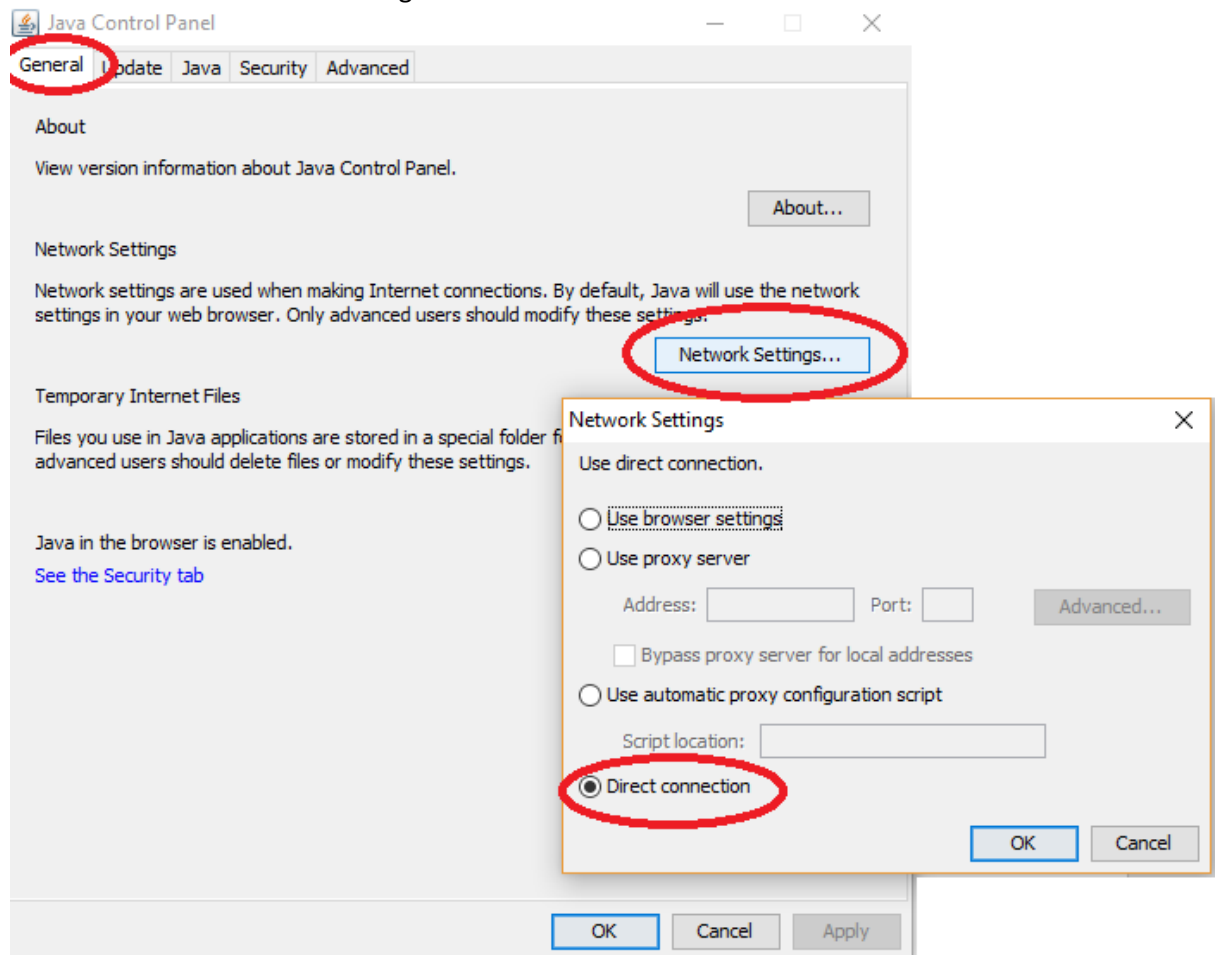 Java Control Panel
General Update Java Security Advanced
About
View version information about Java Control Panel.
About...
Network Settings
Network settings are used when making Internet connections. By default, Java will use the network
settings in your web browser. Only advanced users should modify these settings.
Network Settings...
Temporary Internet Files
Files you use in Java applications are stored in a special folder
advanced users should delete files or modify these settings.
Java in the browser is enabled.
See the Security tab
OK Cancel Apply
Network Settings
Use direct connection.
Use browser settings
Use proxy server
Address: Port: Advanced...
Bypass proxy server for local addresses
Use automatic proxy configuration script
Script location:
Direct connection
OK Cancel